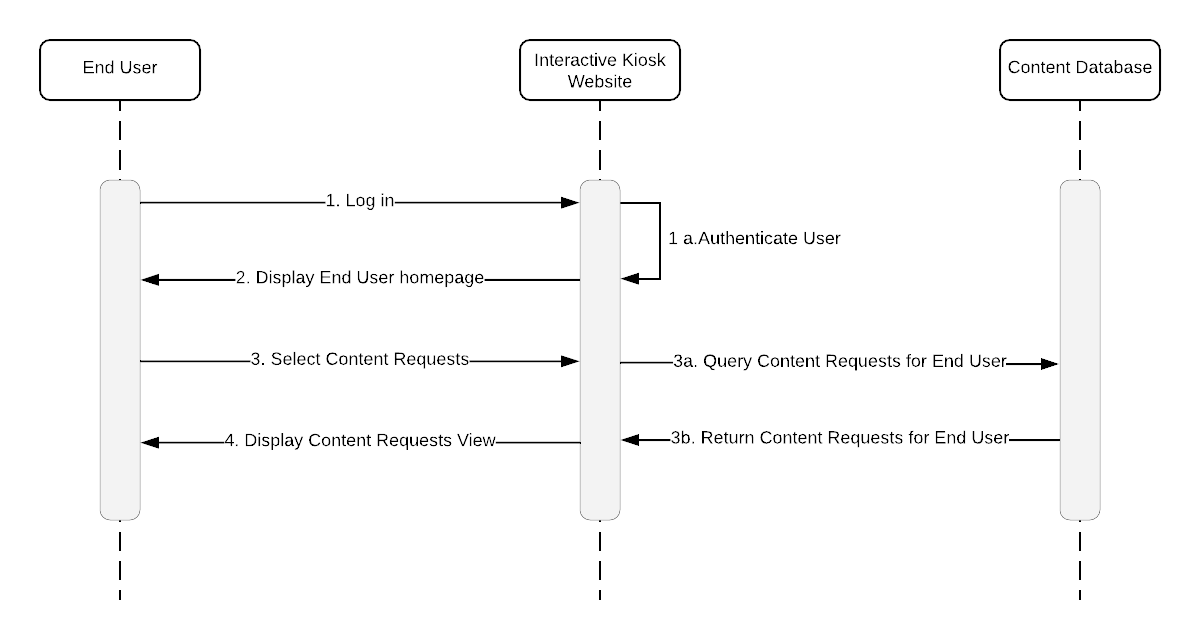 End User
Interactive Kiosk
Website
Content Database
1. Log in
1 a.Authenticate User
2. Display End User homepage
3. Select Content Requests
3a. Query Content Requests for End User
4. Display Content Requests View
3b. Return Content Requests for End User